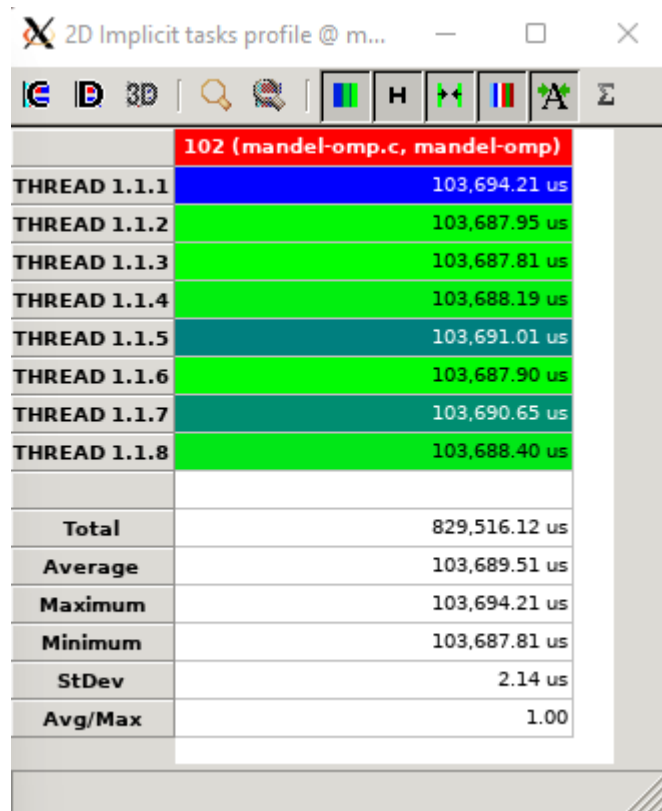 2D Implicit tasks profile @ m...
3D H Σ
102 (mandel-omp.c, mandel-omp)
THREAD 1.1.1 103,694.21 us
THREAD 1.1.2 103,687.95 us
THREAD 1.1.3 103,687.81 us
THREAD 1.1.4 103,688.19 us
THREAD 1.1.5 103,691.01 us
THREAD 1.1.6 103,687.90 us
THREAD 1.1.7 103,690.65 us
THREAD 1.1.8 103,688.40 us
Total 829,516.12 us
Average 103,689.51 us
Maximum 103,694.21 us
Minimum 103,687.81 us
StDev 2.14 us
Avg/Max 1.00